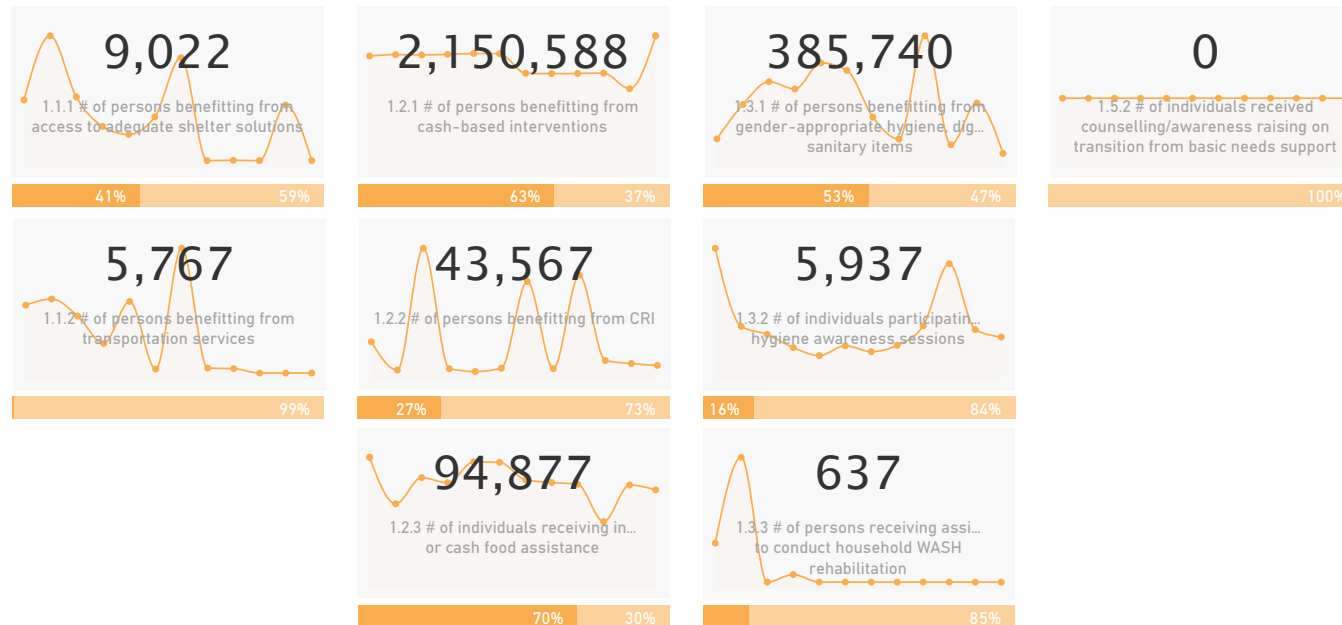 9,022
1.1.1 # of persons benefitting from
access to adequate shelter solutions
41% 59%
2,150,588
1.2.1 # of persons benefitting from
cash-based interventions
63% 37%
385,740
1.3.1 # of persons benefitting from
gender-appropriate hygiene, dig...
sanitary items
53% 47%
0
1.5.2 # of individuals received
counselling/awareness raising on
transition from basic needs support
100%
5,767
1.1.2 # of persons benefitting from
transportation services
99%
43,567
1.2.2 # of persons benefitting from CRI
27% 73%
5,937
1.3.2 # of individuals participatin...
hygiene awareness sessions
16% 84%
94,877
1.2.3 # of individuals receiving in...
or cash food assistance
70% 30%
637
1.3.3 # of persons receiving assi...
to conduct household WASH
rehabilitation
85%